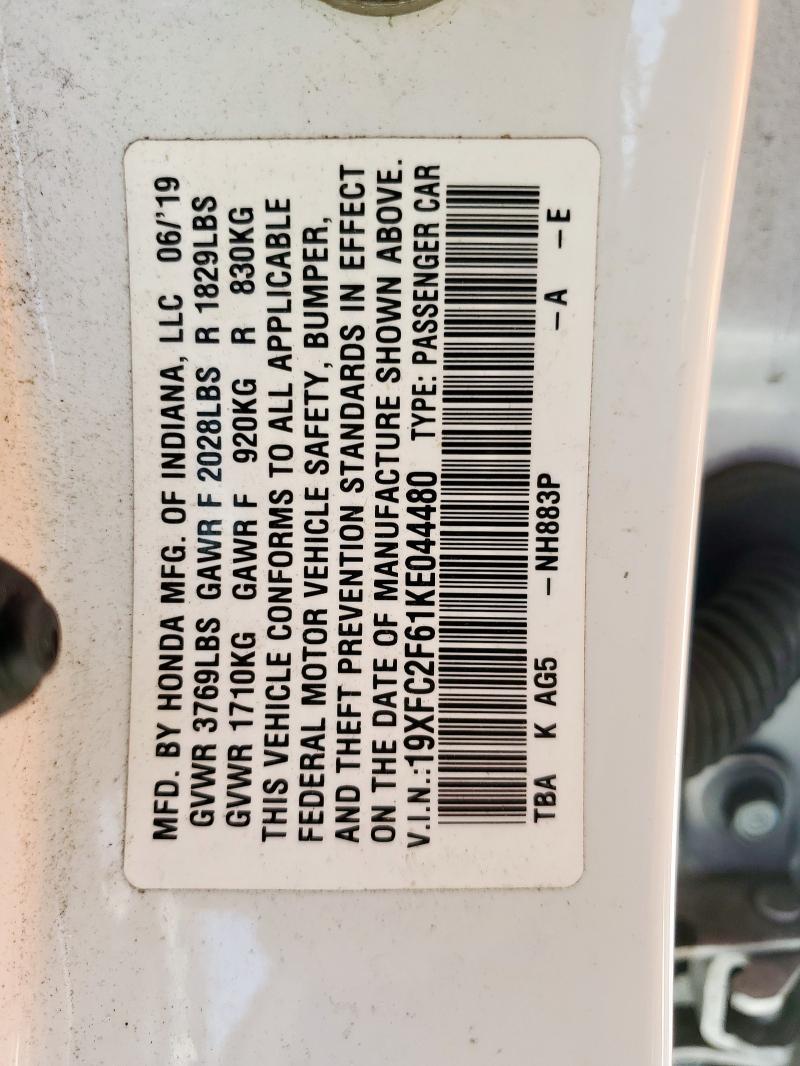 MFD. BY HONDA MFG. OF INDIANA, LLC 06/'19
GVWR 3769LBS GAWR F 2028LBS R 1829LBS
GVWR 1710KG GAWR F 920KG R 830KG
THIS VEHICLE CONFORMS TO ALL APPLICABLE
FEDERAL MOTOR VEHICLE SAFETY, BUMPER,
AND THEFT PREVENTION STANDARDS IN EFFECT
ON THE DATE OF MANUFACTURE SHOWN ABOVE.
V.I.N.:19XFC2F61KE044480 TYPE: PASSENGER CAR
TBA K AG5 -NH883P -A -E